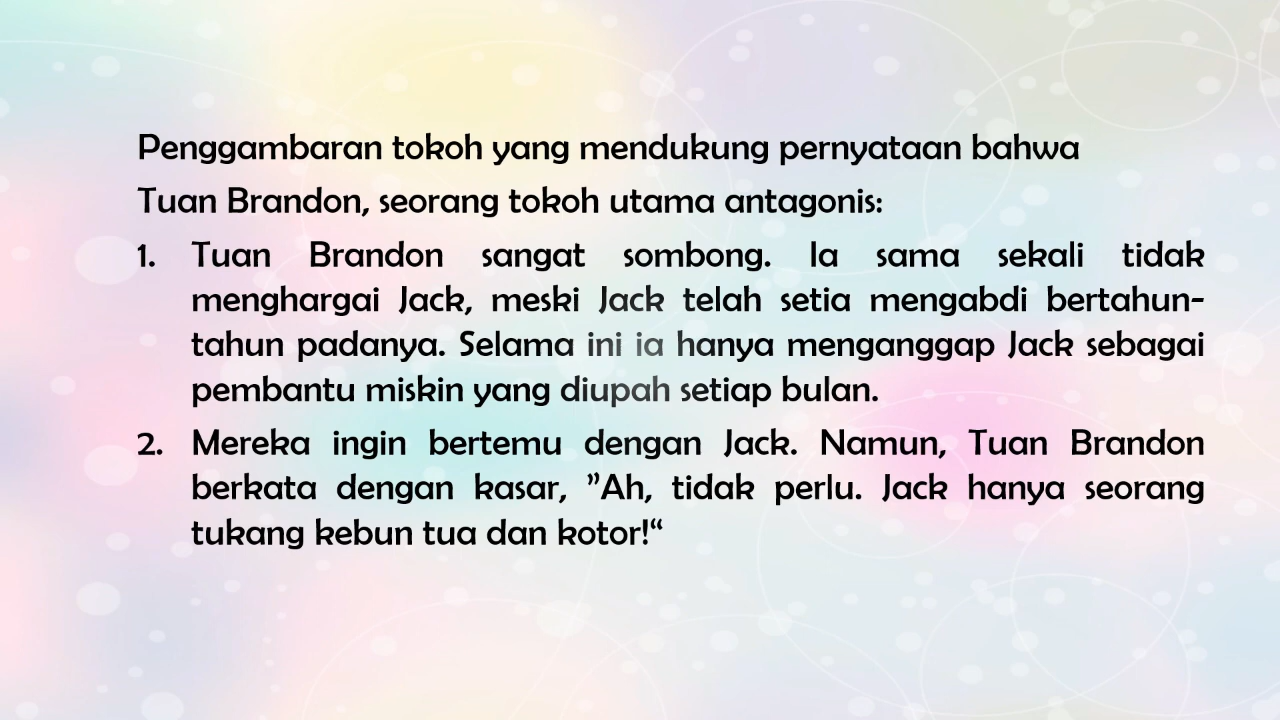 Penggambaran tokoh yang mendukung pernyataan bahwa
Tuan Brandon, seorang tokoh utama antagonis:
1. Tuan Brandon sangat sombong. Ia sama sekali tidak
menghargai Jack, meski Jack telah setia mengabdi bertahun-
tahun padanya. Selama ini ia hanya menganggap Jack sebagai
pembantu miskin yang diupah setiap bulan.
2. Mereka ingin bertemu dengan Jack. Namun, Tuan Brandon
berkata dengan kasar, ”Ah, tidak perlu. Jack hanya seorang
tukang kebun tua dan kotor!“